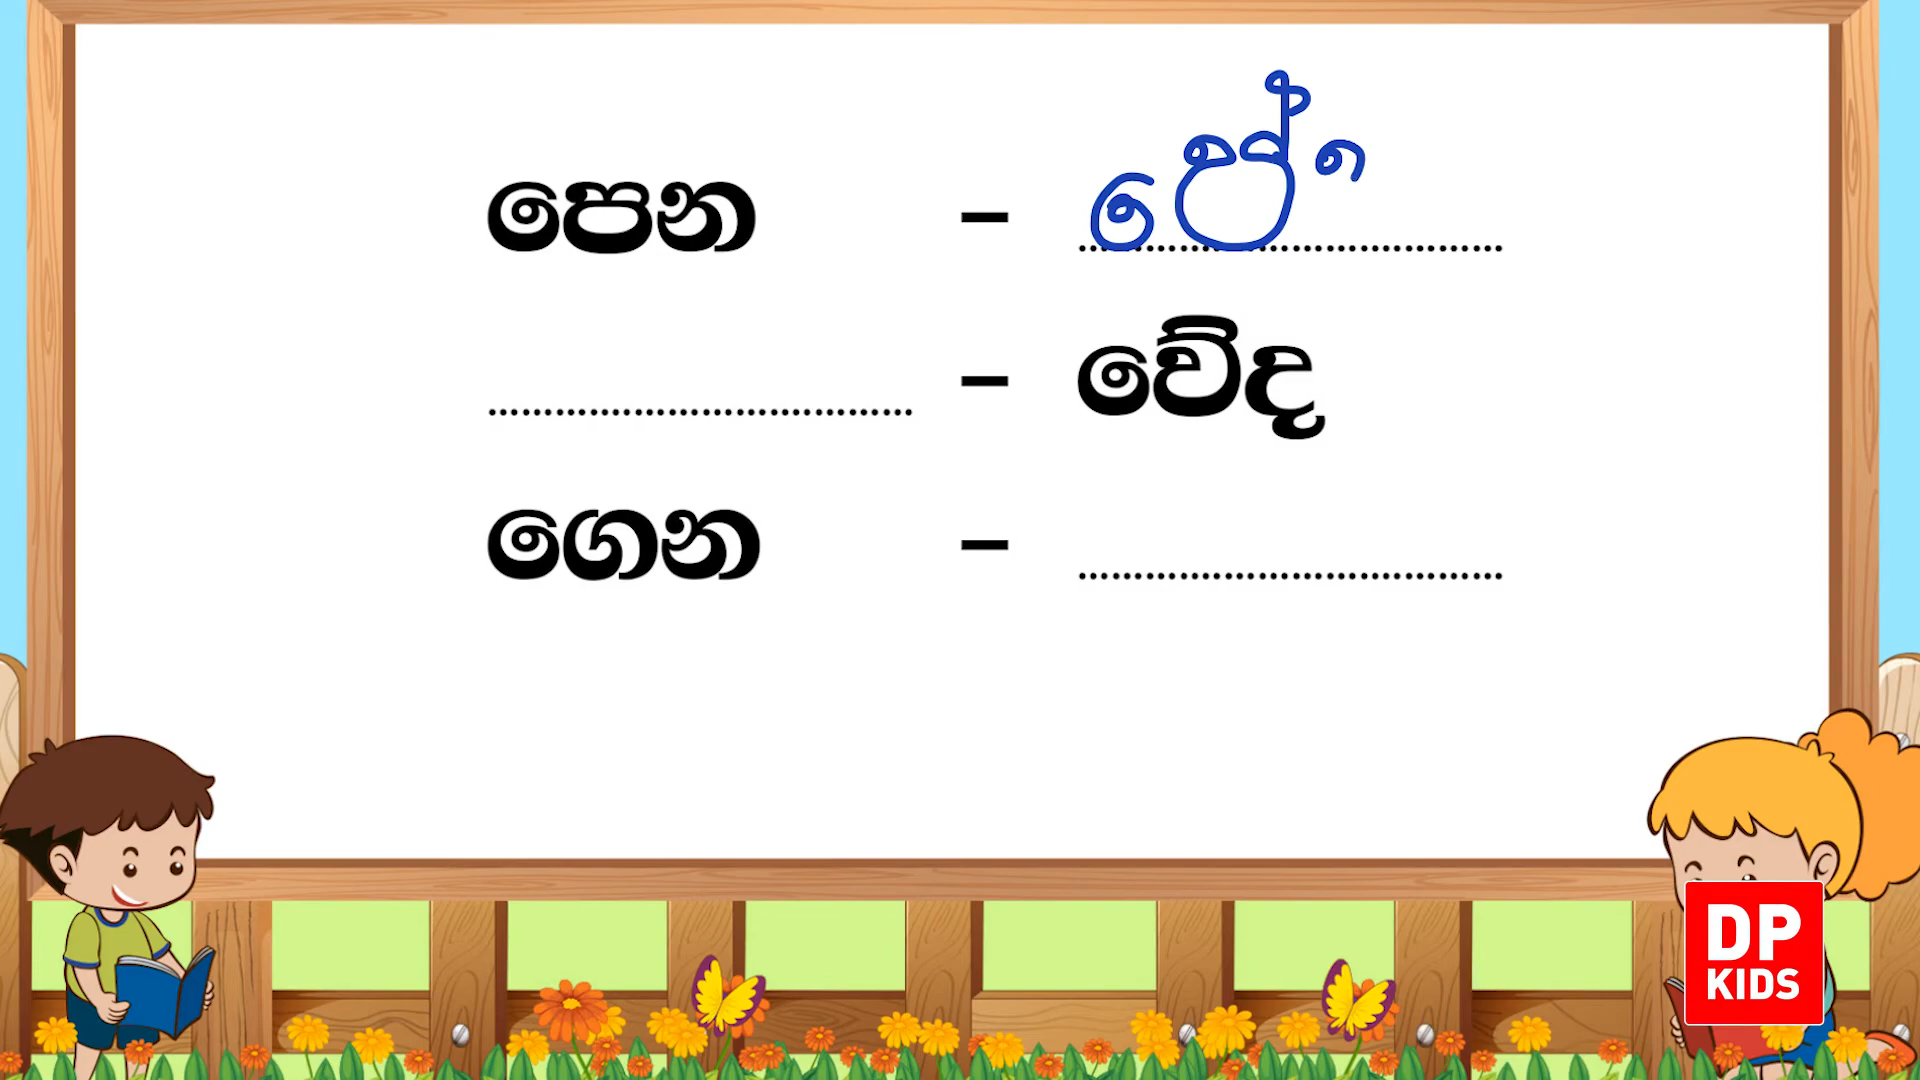 පෙන – පේ
.................................. – වේද
ගෙන – ..................................
DP
KIDS